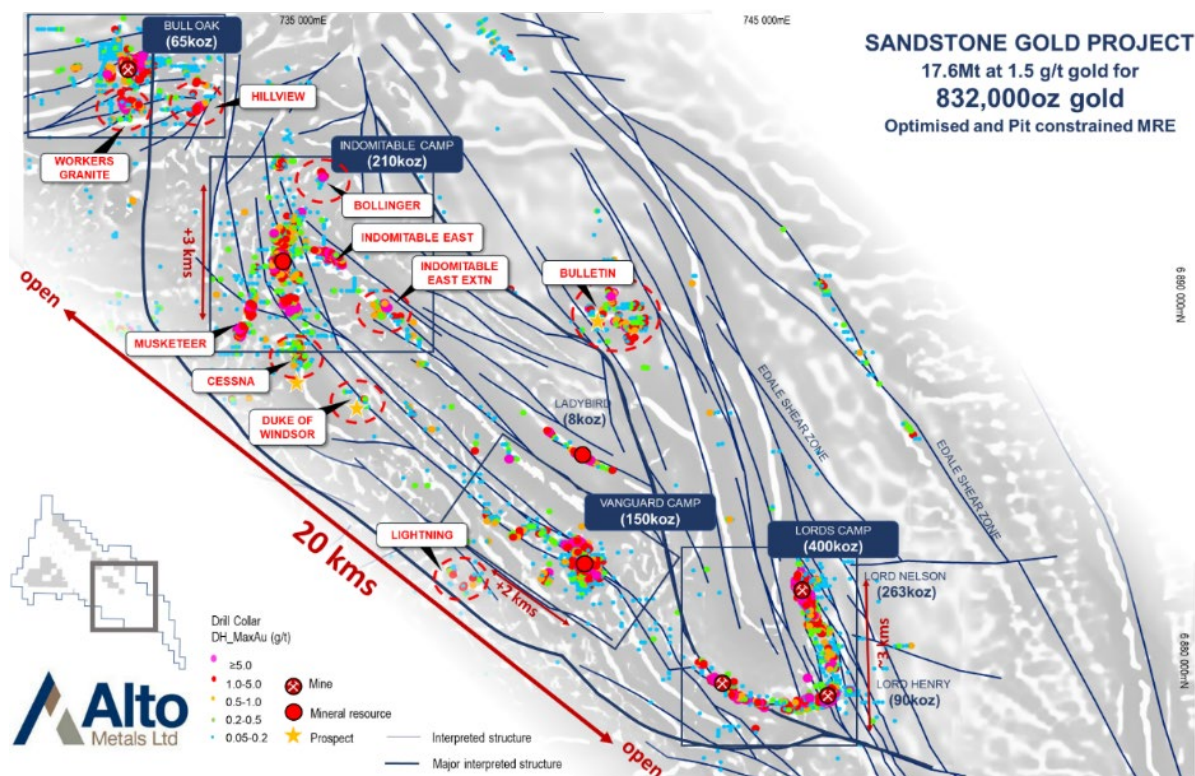 735 000mE
745 000mE
BULL OAK
(65koz)
SANDSTONE GOLD PROJECT
17.6Mt at 1.5 g/t gold for
832,000oz gold
Optimised and Pit constrained MRE
HILLVIEW
WORKERS
GRANITE
INDOMITABLE CAMP
(210koz)
BOLLINGER
+3 kms
INDOMITABLE EAST
INDOMITABLE
EAST EXTN
BULLETIN
6 890 000mN
open
MUSKETEER
CESSNA
DUKE OF
WINDSOR
LADYBIRD
(8koz)
EDALE SHEAR ZONE
EDALE SHEAR ZONE
VANGUARD CAMP
(150koz)
LORDS CAMP
(400koz)
20 kms
LIGHTNING
+2 kms
LORD NELSON
(263koz)
~3 kms
LORD HENRY
(90koz)
6 880 000mN
open
Drill Collar
DH_MaxAu (g/t)
≥5.0
1.0-5.0
0.5-1.0
0.2-0.5
0.05-0.2
Mine
Mineral resource
Prospect
Interpreted structure
Major interpreted structure
Alto
Metals Ltd